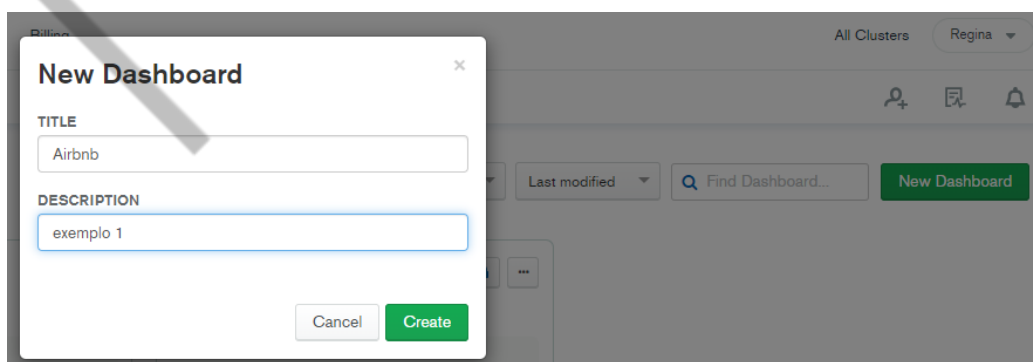 Billing
All Clusters
Regina
New Dashboard
×
TITLE
Airbnb
Last modified
Find Dashboard...
New Dashboard
DESCRIPTION
exemplo 1
Cancel
Create